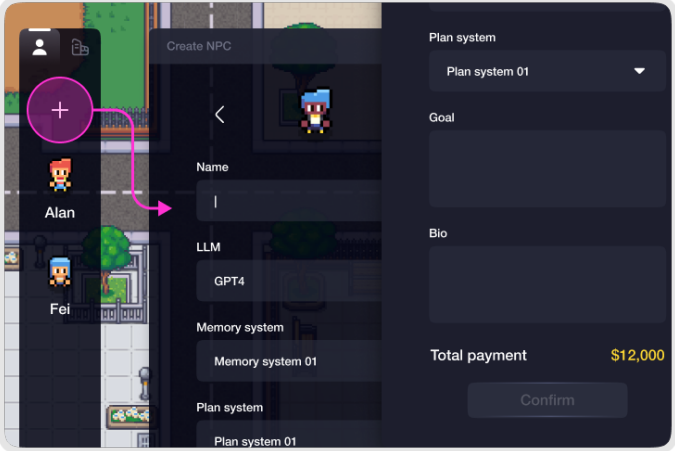 Create NPC
Alan
Fei
Name
LLM
GPT4
Memory system
Memory system 01
Plan system
Plan system 01
Plan system
Plan system 01
Goal
Bio
Total payment
$12,000
Confirm